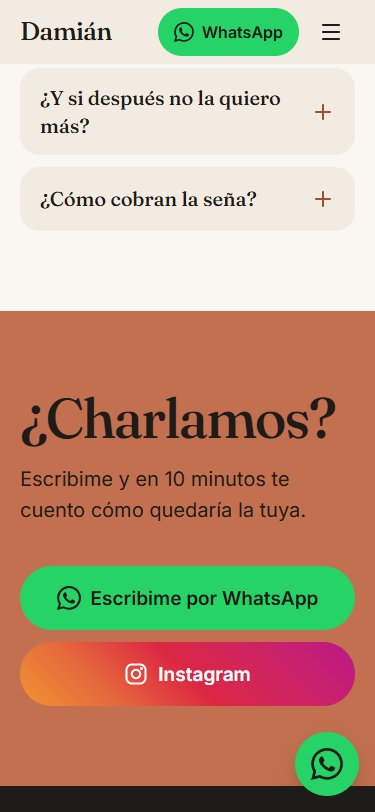 Damián
WhatsApp
¿Y si después no la quiero
más?
¿Cómo cobran la seña?
¿Charlamos?
Escribime y en 10 minutos te
cuento cómo quedaría la tuya.
Escribime por WhatsApp
Instagram